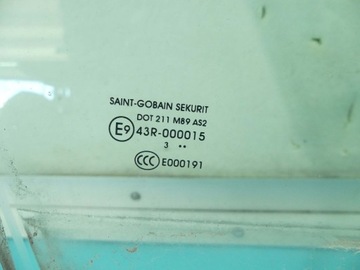 SAINT-GOBAIN SEKURIT
DOT 211 M89 AS2
E9 43R-000015
3 ••
CCC E000191